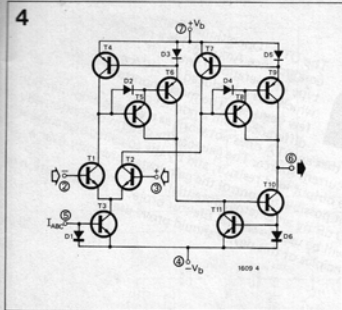 4
⑦ +Vb
T4
D3
T7
D5
T6
T9
D2
D4
T5
T8
−
+
T1
T2
②
③
⑥
T10
⑤
IABC
T3
T11
D1
D6
④
−Vb
1609 4